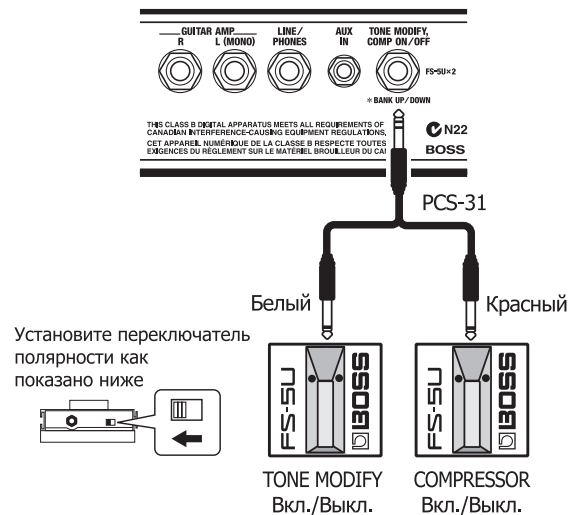 GUITAR AMP
R L (MONO)
LINE/
PHONES
AUX
IN
TONE MODIFY,
COMP ON/OFF
FS-5U×2
* BANK UP/DOWN
THIS CLASS B DIGITAL APPARATUS MEETS ALL REQUIREMENTS OF
CANADIAN INTERFERENCE-CAUSING EQUIPMENT REGULATIONS,
CET APPAREIL NUMÉRIQUE DE LA CLASSE B RESPECTE TOUTES
EXIGENCES DU RÈGLEMENT SUR LE MATÉRIEL BROUILLEUR DU CA
N22
BOSS
PCS-31
Белый
Красный
Установите переключатель
полярности как
показано ниже
FS-5U
BOSS
FS-5U
BOSS
TONE MODIFY
Вкл./Выкл.
COMPRESSOR
Вкл./Выкл.